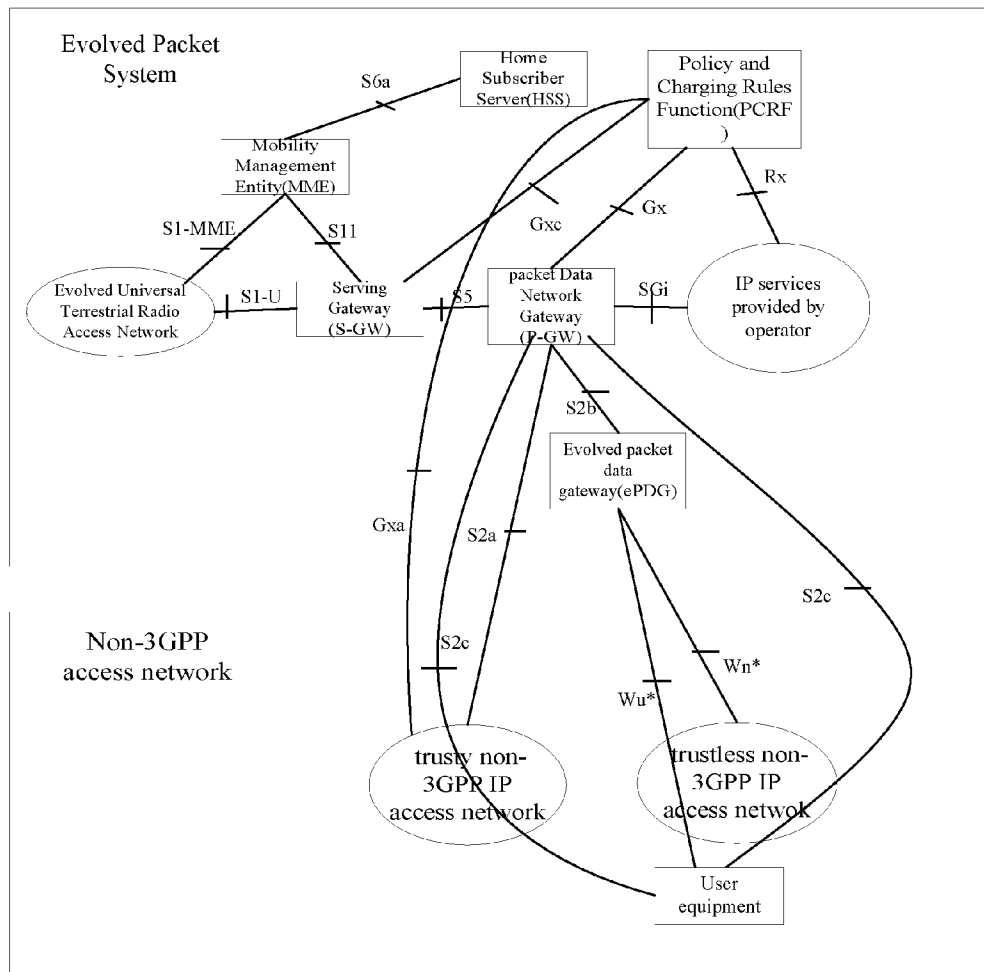 Evolved Packet
System
S6a
Home
Subscriber
Server(HSS)
Policy and
Charging Rules
Function(PCRF
)
Mobility
Management
Entity(MME)
Rx
Gxc
Gx
S1-MME
S11
Evolved Universal
Terrestrial Radio
Access Network
S1-U
Serving
Gateway
(S-GW)
S5
packet Data
Network
Gateway
(P-GW)
SGi
IP services
provided by
operator
S2b
Evolved packet
data
gateway(ePDG)
Gxa
S2a
S2c
S2c
Non-3GPP
access network
Wn*
Wu*
trusty non-
3GPP IP
access network
trustless non-
3GPP IP
access netwok
User
equipment